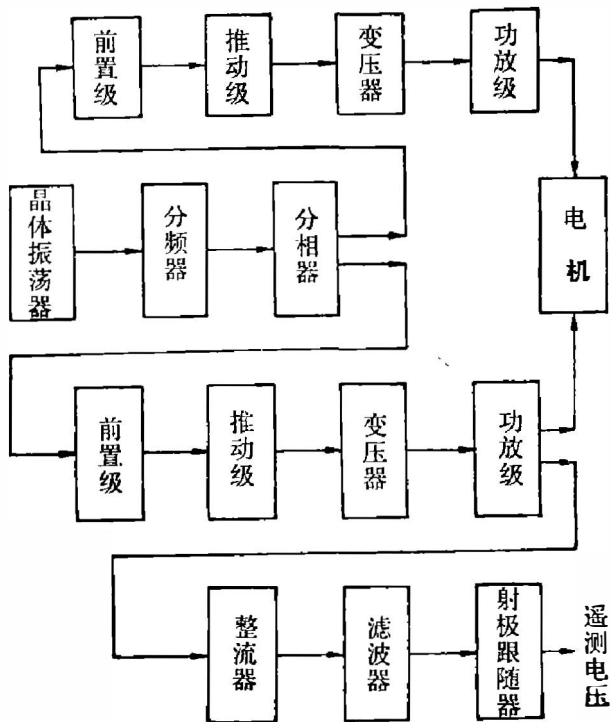 前置级
推动级
变压器
功放级
晶体振荡器
分频器
分相器
电机
前置级
推动级
变压器
功放级
整流器
滤波器
射极跟随器
遥测电压